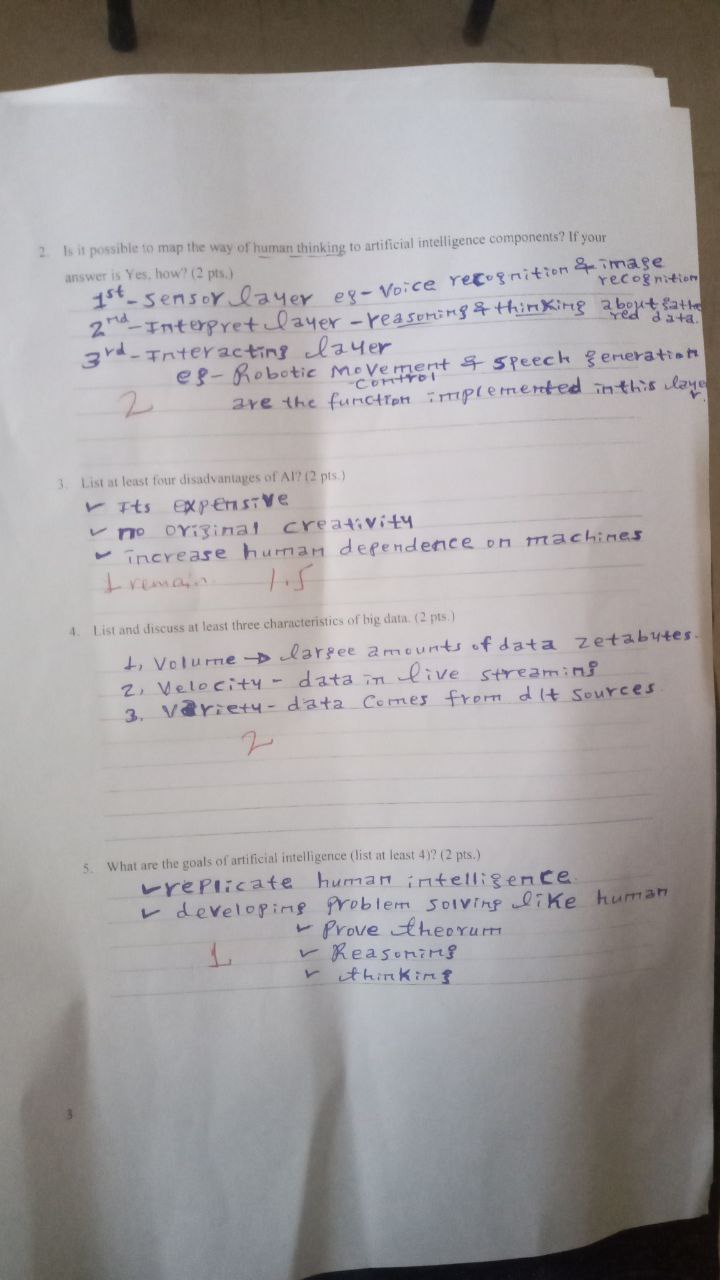 2. Is it possible to map the way of human thinking to artificial intelligence components? If your
answer is Yes, how? (2 pts.)
1st - Sensor layer eg - Voice recognition & image
recognition
2nd - Interpret layer - reasoning & thinking about gathe
red data.
3rd - Interacting layer
eg - Robotic Movement & Speech generation
control
2 are the function implemented in this laye
r.
3. List at least four disadvantages of AI? (2 pts.)
✓ Its expensive
✓ no original creativity
✓ increase human dependence on machines
1 remain 1.5
4. List and discuss at least three characteristics of big data. (2 pts.)
1, Volume → largee amounts of data zetabytes.
2, Velocity - data in live streaming
3. Variety - data comes from d/t sources.
2
5. What are the goals of artificial intelligence (list at least 4)? (2 pts.)
✓ replicate human intelligence.
✓ developing problem solving like human
✓ Prove theorum
1 ✓ Reasoning
✓ thinking
3